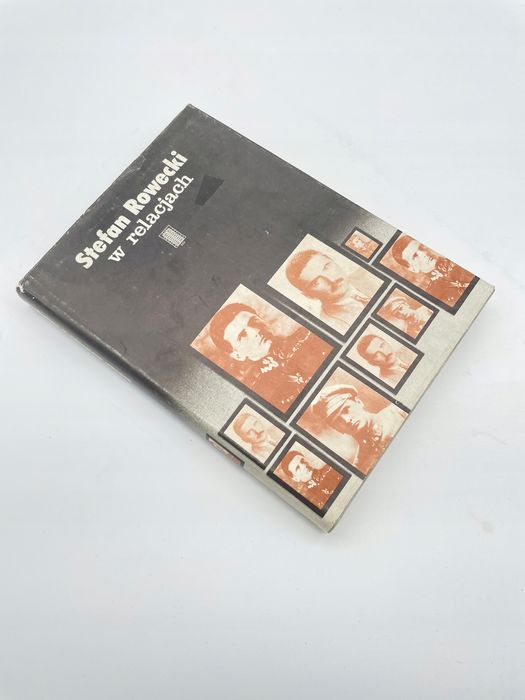 Stefan Rowecki
w relacjach